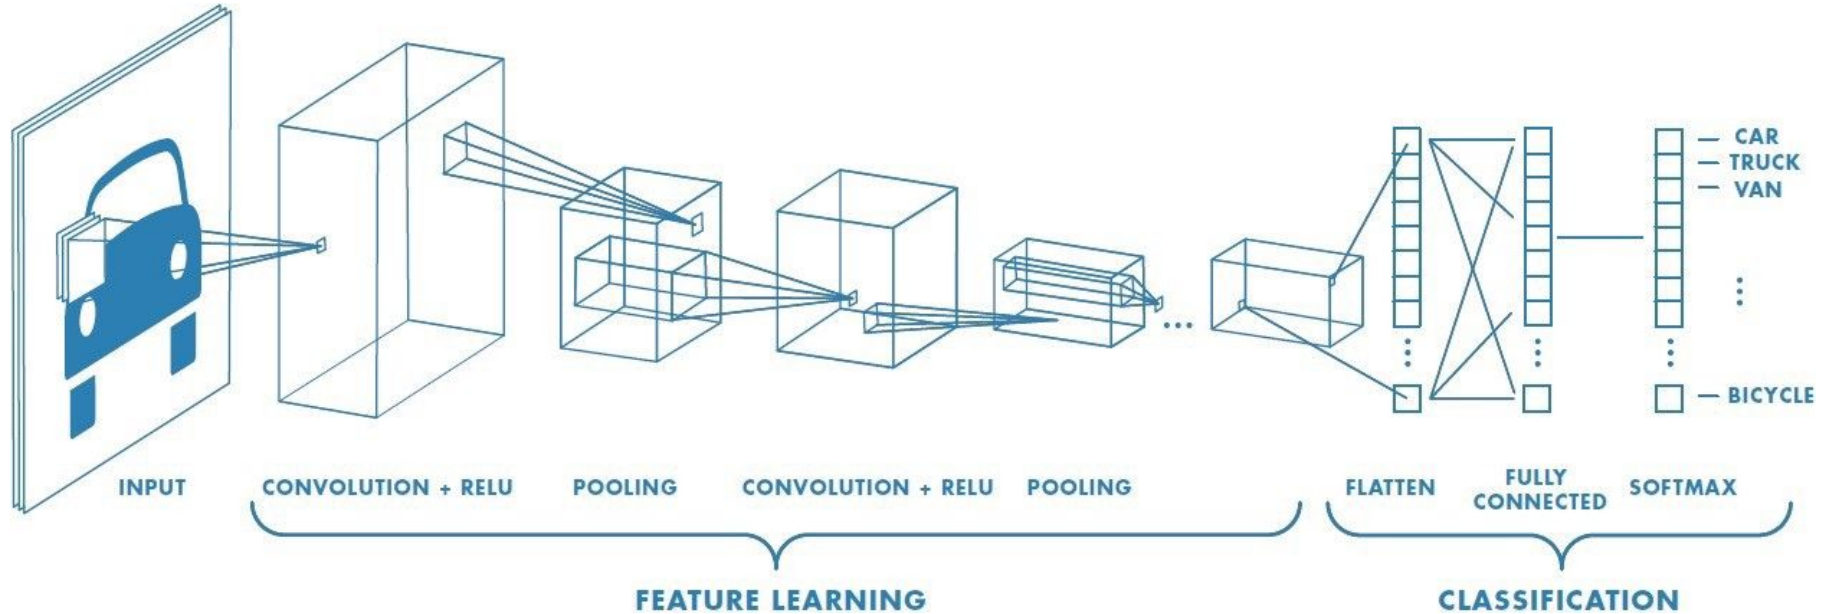 CAR
TRUCK
VAN
BICYCLE
INPUT
CONVOLUTION + RELU
POOLING
CONVOLUTION + RELU
POOLING
FLATTEN
FULLY
CONNECTED
SOFTMAX
FEATURE LEARNING
CLASSIFICATION